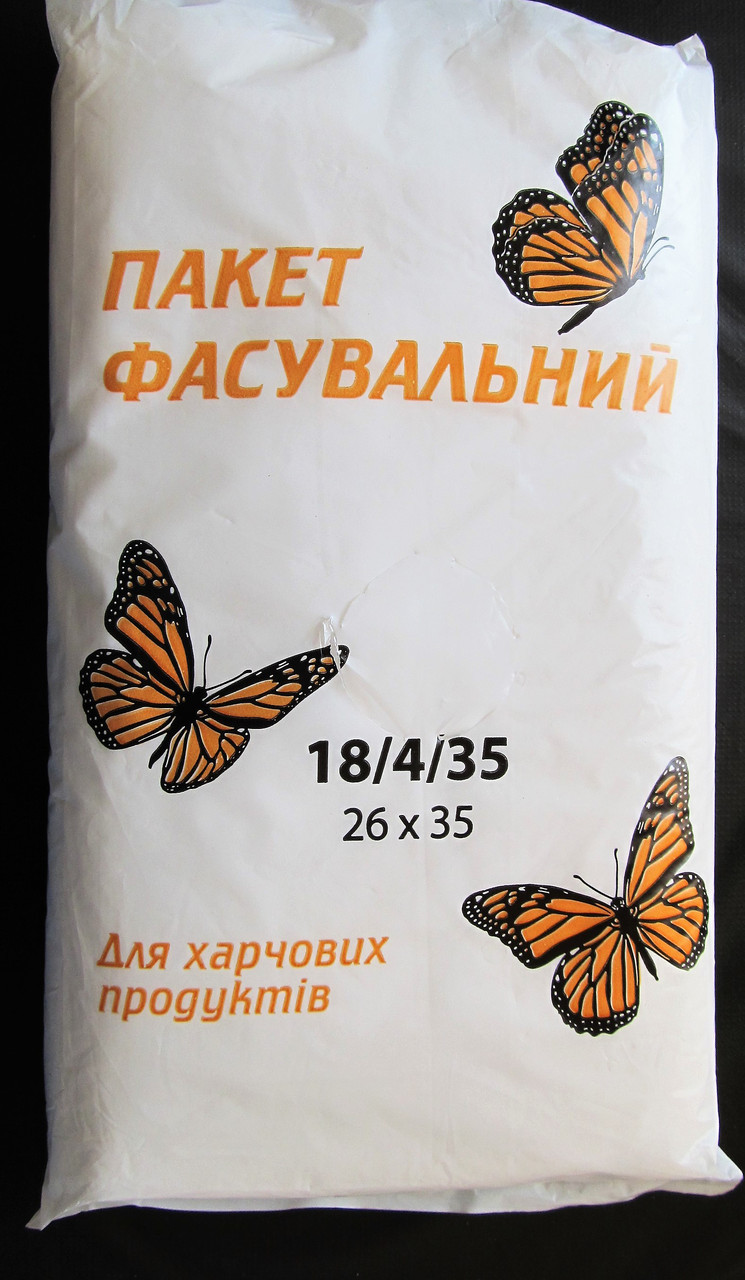 ПАКЕТ
ФАСУВАЛЬНИЙ
18/4/35
26 x 35
Для харчових
продуктів